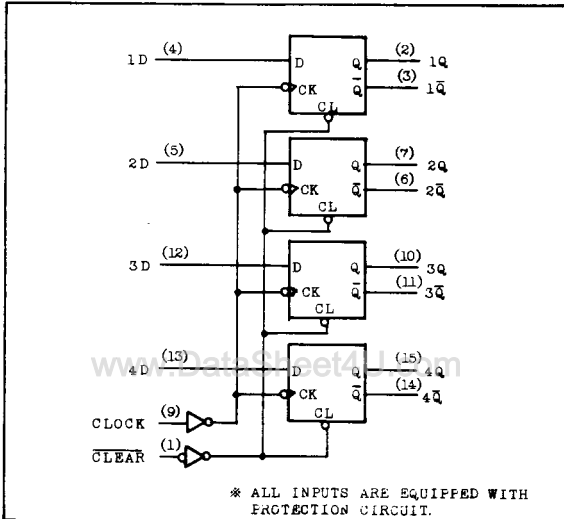 1D (4) D Q (2) 1Q
CK Q̅ (3) 1Q̅
CL
2D (5) D Q (7) 2Q
CK Q̅ (6) 2Q̅
CL
3D (12) D Q (10) 3Q
CK Q̅ (11) 3Q̅
CL
www.DataSheet4U.com
4D (13) D Q (15) 4Q
CK Q̅ (14) 4Q̅
CL
CLOCK (9)
C̅L̅E̅A̅R̅ (1)
※ ALL INPUTS ARE EQUIPPED WITH
PROTECTION CIRCUIT.